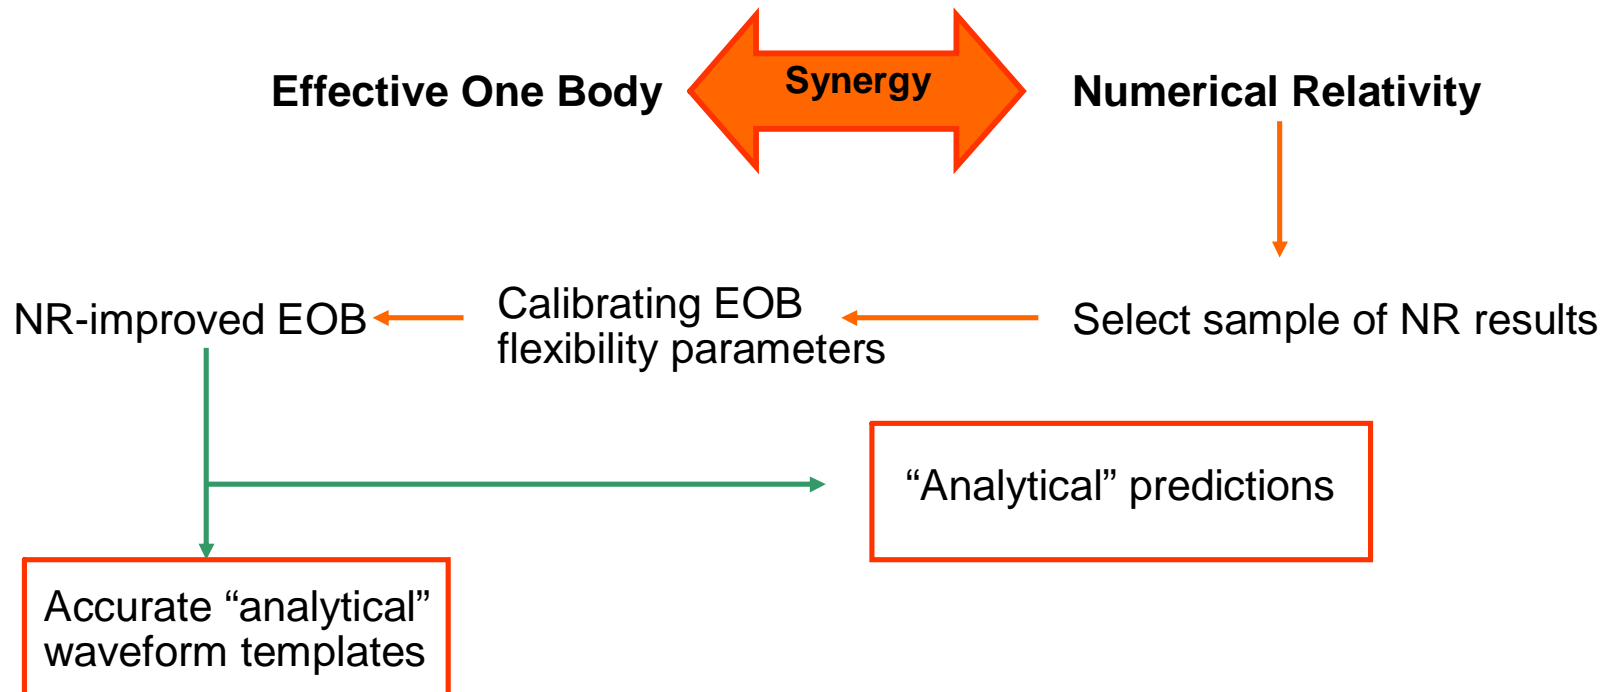 Effective One Body
Synergy
Numerical Relativity
NR-improved EOB
Calibrating EOB
flexibility parameters
Select sample of NR results
“Analytical” predictions
Accurate “analytical”
waveform templates